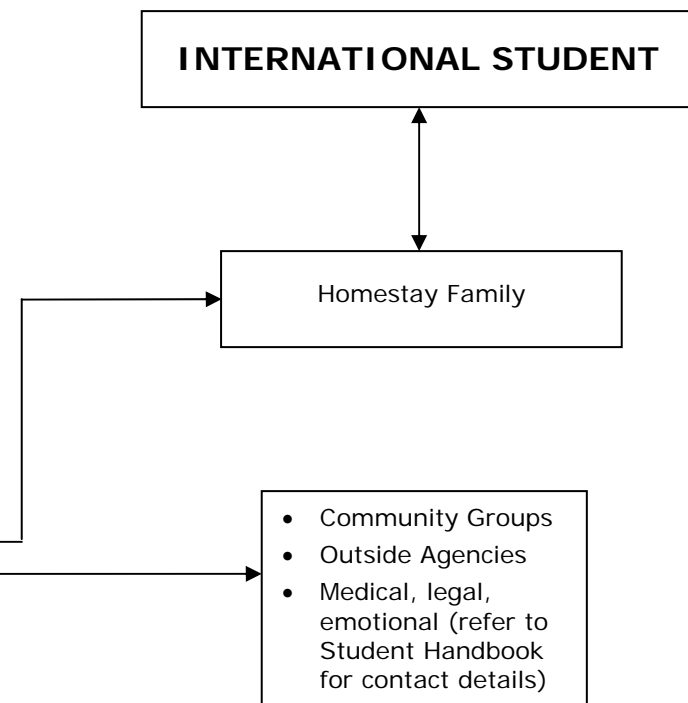 INTERNATIONAL STUDENT
Homestay Family
• Community Groups
• Outside Agencies
• Medical, legal,
emotional (refer to
Student Handbook
for contact details)